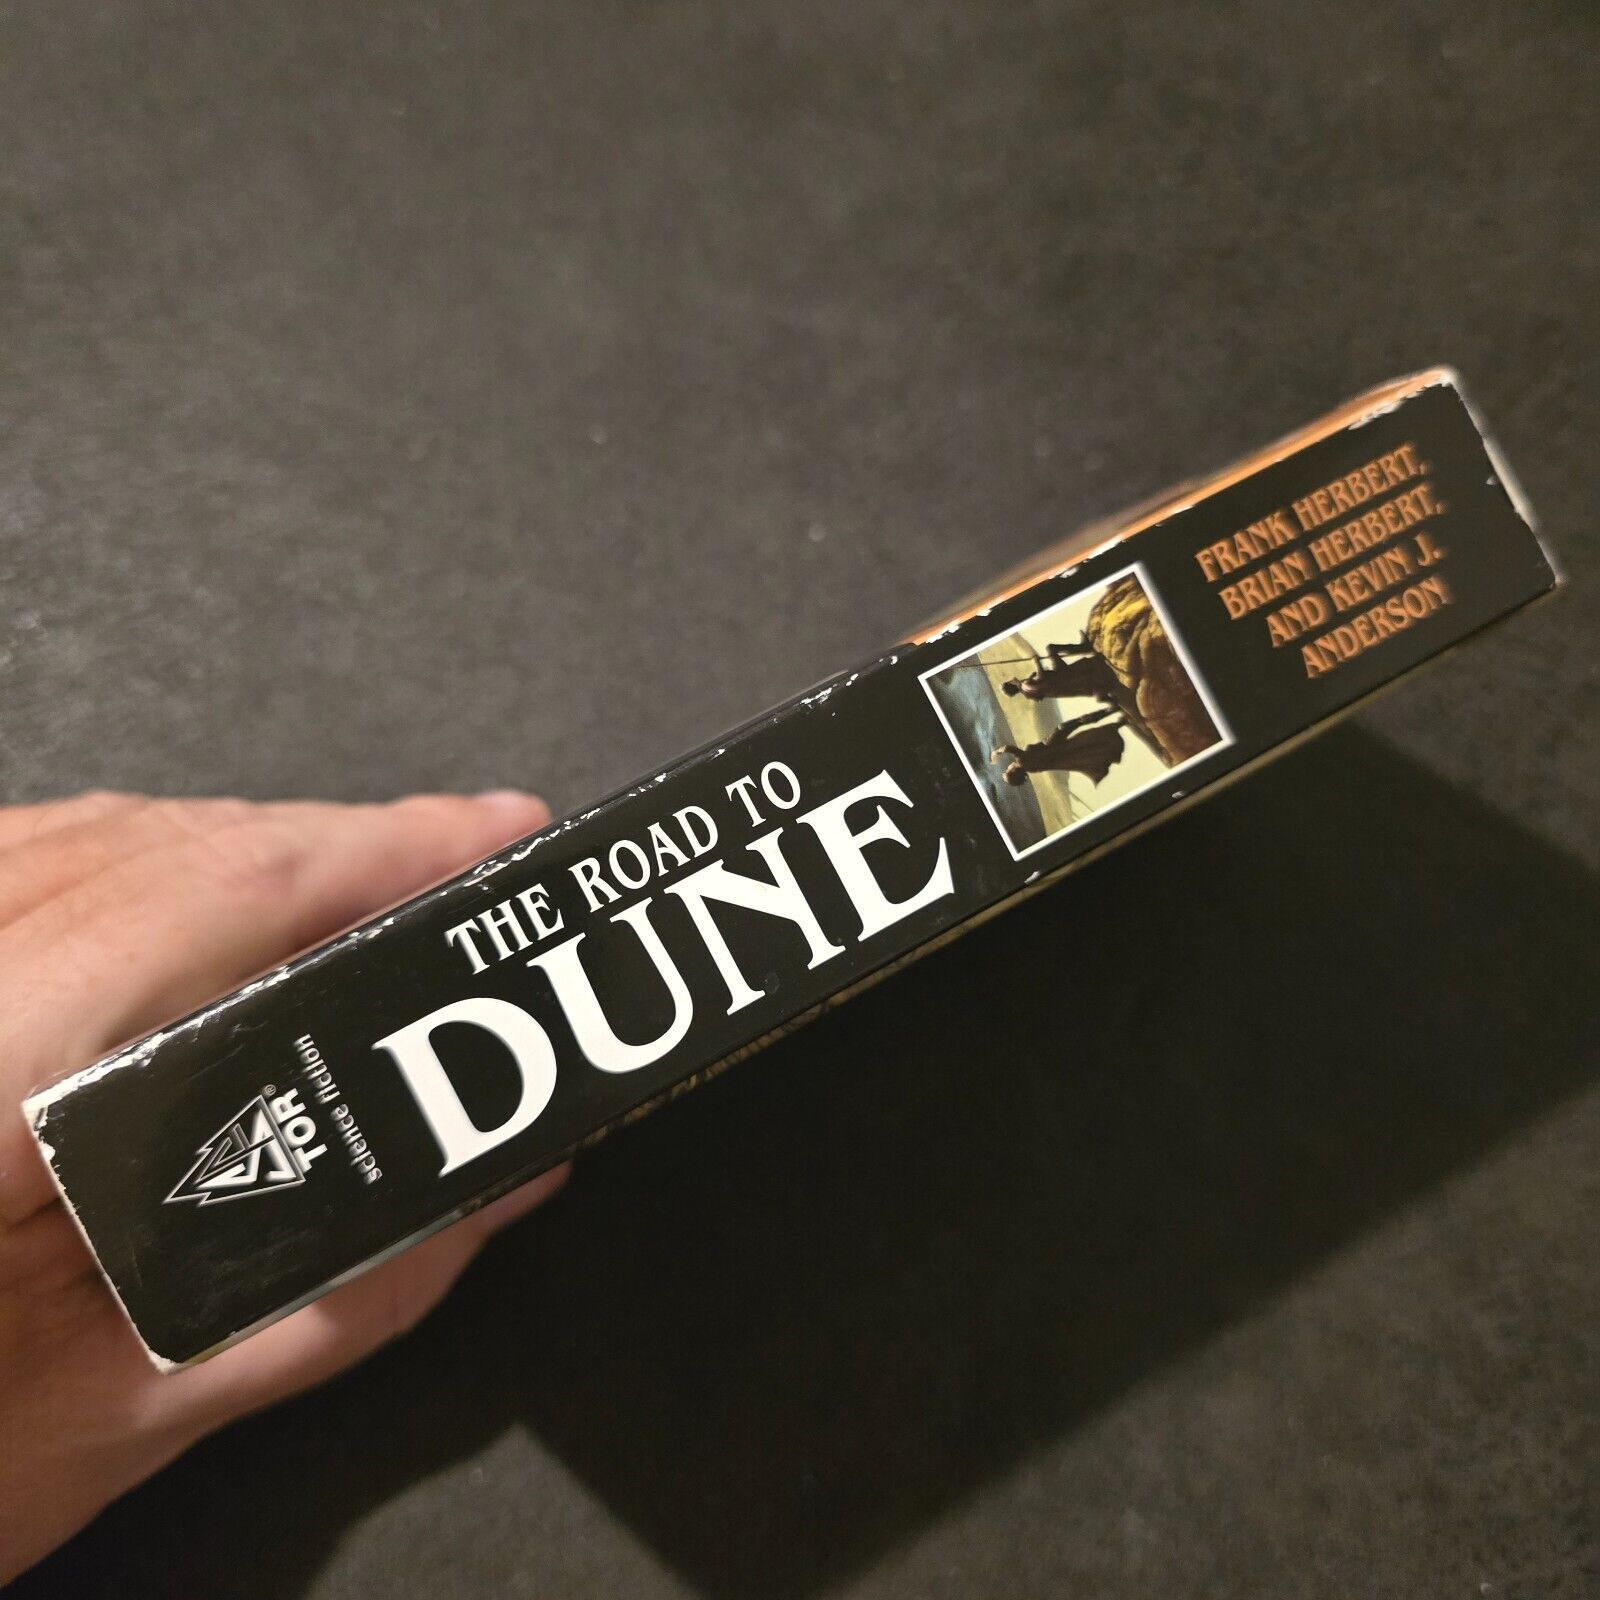 FRANK HERBERT,
BRIAN HERBERT,
AND KEVIN J.
ANDERSON
THE ROAD TO
DUNE
TOR®
science fiction